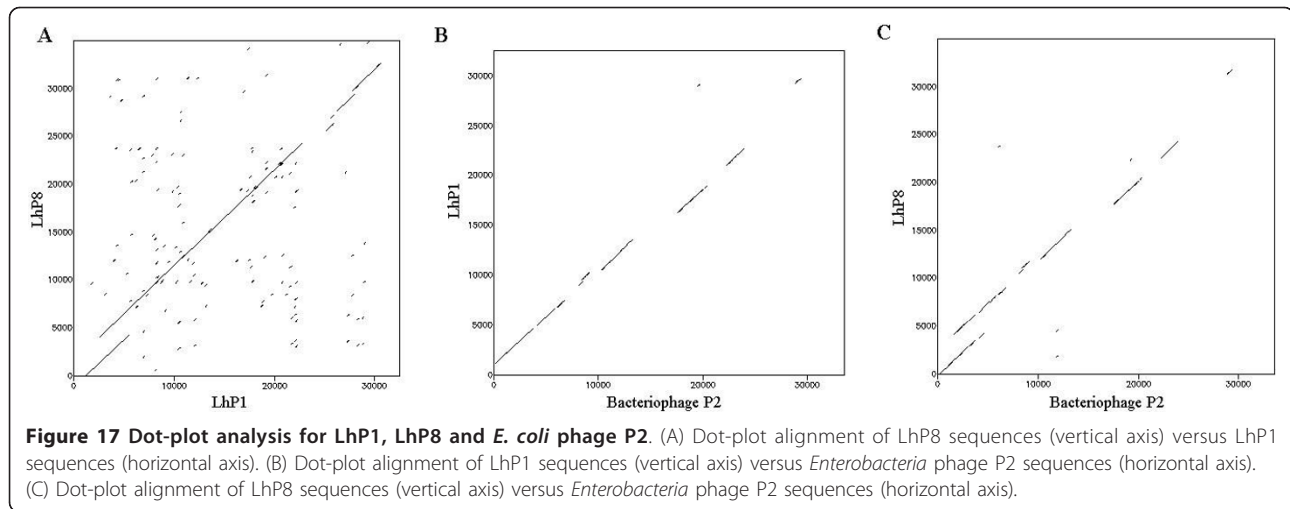 A
B
C
30000
25000
20000
15000
10000
5000
0
LhP8
10000
20000
30000
LhP1
30000
25000
20000
15000
10000
5000
0
LhP1
0
10000
20000
30000
Bacteriophage P2
30000
25000
20000
15000
10000
5000
0
LhP8
0
10000
20000
30000
Bacteriophage P2
Figure 17 Dot-plot analysis for LhP1, LhP8 and E. coli phage P2. (A) Dot-plot alignment of LhP8 sequences (vertical axis) versus LhP1
sequences (horizontal axis). (B) Dot-plot alignment of LhP1 sequences (vertical axis) versus Enterobacteria phage P2 sequences (horizontal axis).
(C) Dot-plot alignment of LhP8 sequences (vertical axis) versus Enterobacteria phage P2 sequences (horizontal axis).